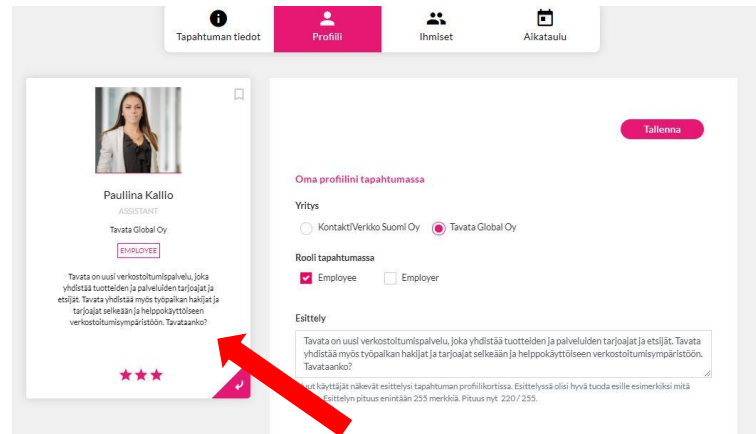 Tapahtuman tiedot
Profiili
Ihmiset
Aikataulu
Pauliina Kallio
ASSISTANT
Tavata Global Oy
EMPLOYEE
Tavata on uusi verkostoitumispalvelu, joka
yhdistää tuotteiden ja palveluiden tarjoajat ja
etsijät. Tavata yhdistää myös työpaikan hakijat ja
tarjoajat selkeään ja helppokäyttöiseen
verkostoitumisympäristöön. Tavataanko?
Tallenna
Oma profiilini tapahtumassa
Yritys
KontaktiVerkko Suomi Oy
Tavata Global Oy
Rooli tapahtumassa
Employee
Employer
Esittely
Tavata on uusi verkostoitumispalvelu, joka yhdistää tuotteiden ja palveluiden tarjoajat ja etsijät. Tavata
yhdistää myös työpaikan hakijat ja tarjoajat selkeään ja helppokäyttöiseen verkostoitumisympäristöön.
Tavataanko?
käyttäjät näkevät esittelysi tapahtuman profiilikortissa. Esittelyssä olisi hyvä tuoda esille esimerkiksi mitä
Esittelyn pituus enintään 255 merkkiä. Pituus nyt 220 / 255.